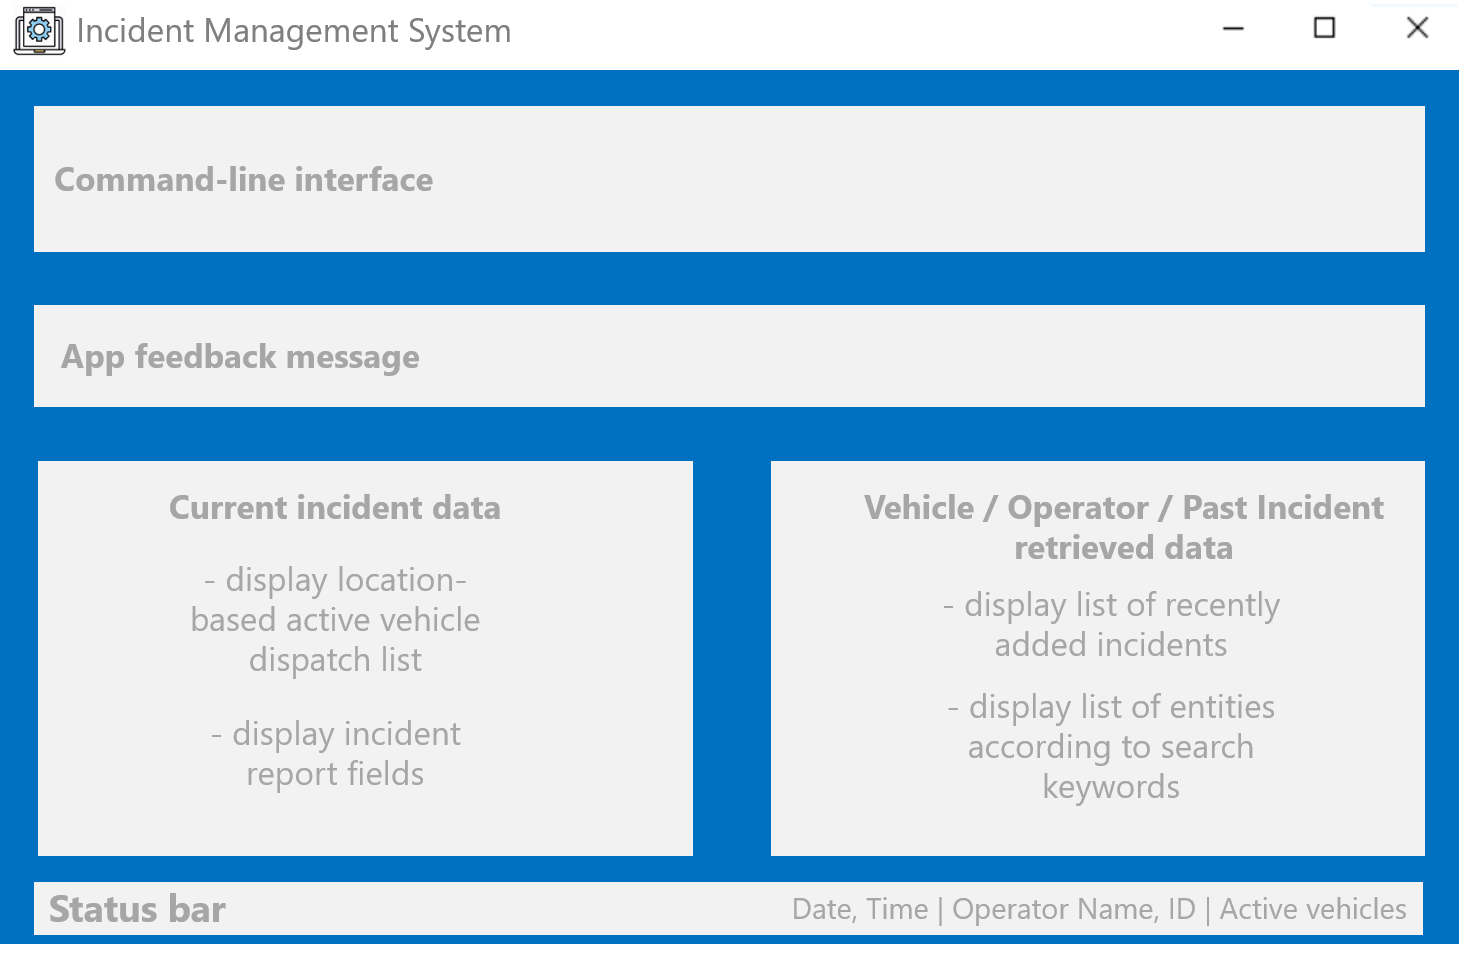 Incident Management System
Command-line interface
App feedback message
Current incident data
- display location-
based active vehicle
dispatch list
- display incident
report fields
Vehicle / Operator / Past Incident
retrieved data
- display list of recently
added incidents
- display list of entities
according to search
keywords
Status bar
Date, Time | Operator Name, ID | Active vehicles